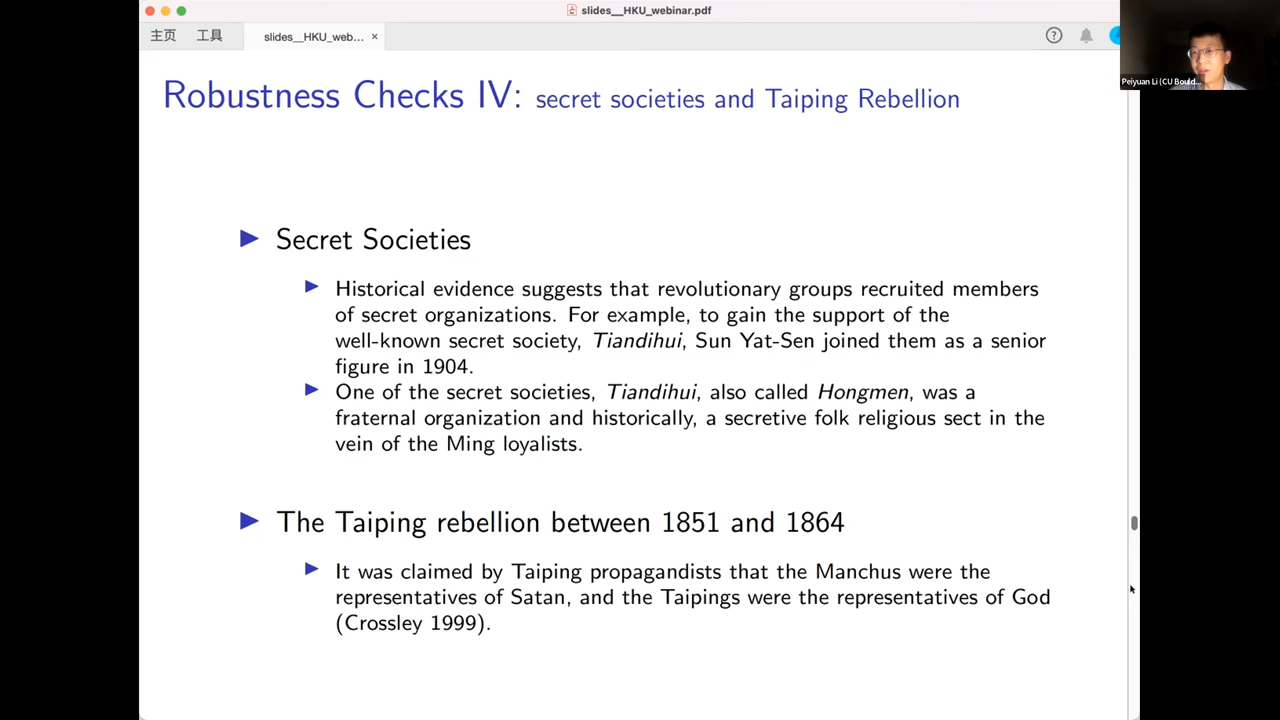 slides__HKU_webinar.pdf
主页 工具 slides__HKU_web... ×
Peiyuan Li (CU Bould...
Robustness Checks IV: secret societies and Taiping Rebellion
Secret Societies
Historical evidence suggests that revolutionary groups recruited members
of secret organizations. For example, to gain the support of the
well-known secret society, Tiandihui, Sun Yat-Sen joined them as a senior
figure in 1904.
One of the secret societies, Tiandihui, also called Hongmen, was a
fraternal organization and historically, a secretive folk religious sect in the
vein of the Ming loyalists.
The Taiping rebellion between 1851 and 1864
It was claimed by Taiping propagandists that the Manchus were the
representatives of Satan, and the Taipings were the representatives of God
(Crossley 1999).